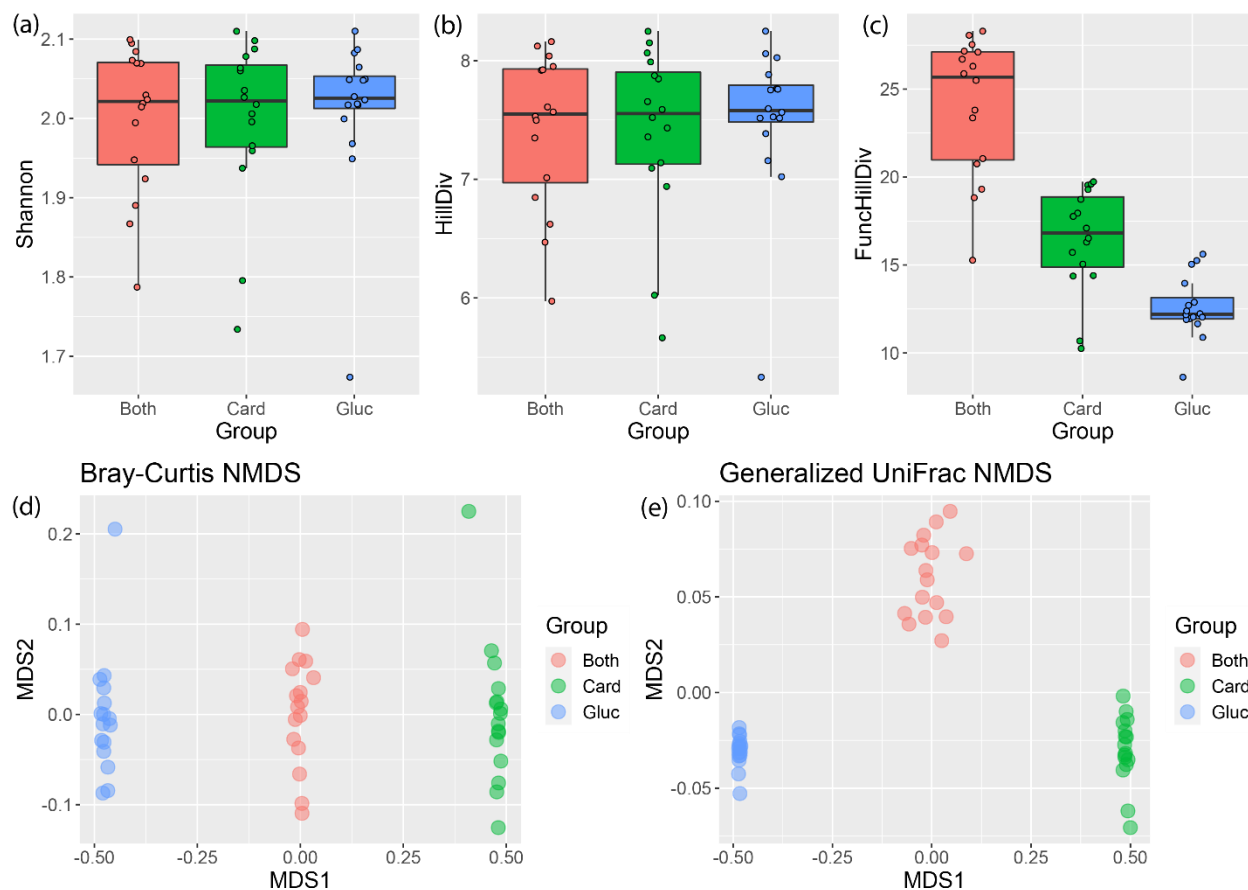 (a)
2.1
2.0
1.9
1.8
1.7
Shannon
Both
Card
Gluc
Group
(b)
8
7
6
HillDiv
Both
Card
Gluc
Group
(c)
25
20
15
10
FuncHillDiv
Both
Card
Gluc
Group
Bray-Curtis NMDS
(d)
0.2
0.1
0.0
-0.1
MDS2
-0.50
-0.25
0.00
0.25
0.50
MDS1
Group
Both
Card
Gluc
Generalized UniFrac NMDS
(e)
0.10
0.05
0.00
-0.05
MDS2
-0.50
-0.25
0.00
0.25
0.50
MDS1
Group
Both
Card
Gluc